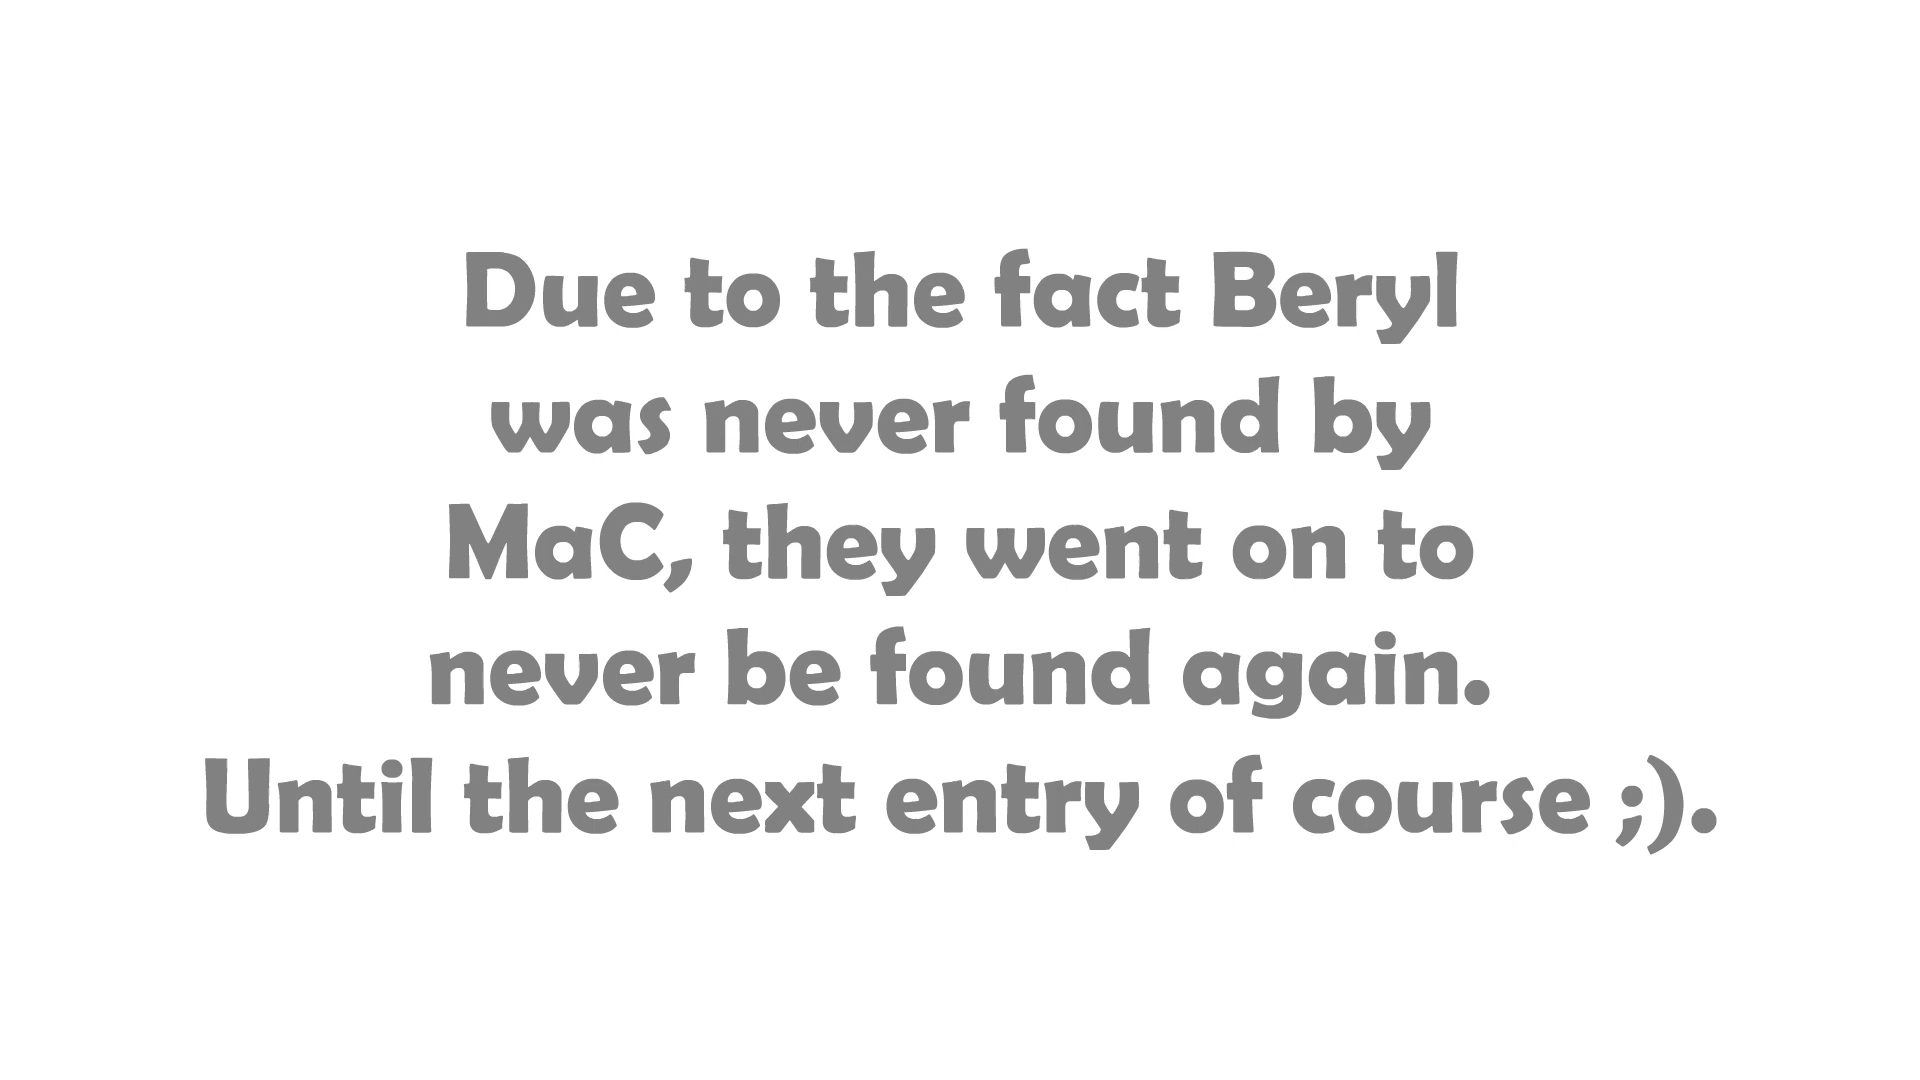 Due to the fact Beryl
was never found by
MaC, they went on to
never be found again.
Until the next entry of course ;).